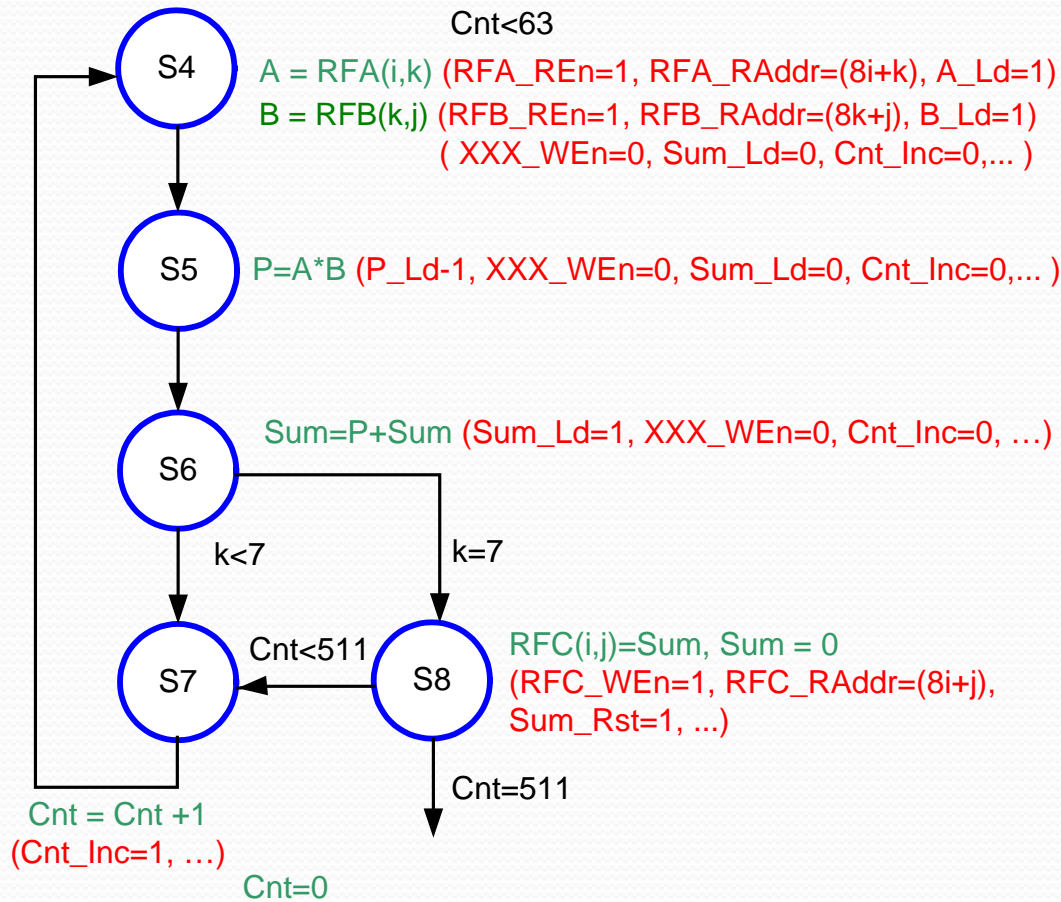 Cnt<63
S4
A = RFA(i,k) (RFA_REn=1, RFA_RAddr=(8i+k), A_Ld=1)
B = RFB(k,j) (RFB_REn=1, RFB_RAddr=(8k+j), B_Ld=1)
( XXX_WEn=0, Sum_Ld=0, Cnt_Inc=0,... )
S5
P=A*B (P_Ld-1, XXX_WEn=0, Sum_Ld=0, Cnt_Inc=0,... )
S6
Sum=P+Sum (Sum_Ld=1, XXX_WEn=0, Cnt_Inc=0, …)
k<7
k=7
S7
Cnt<511
S8
RFC(i,j)=Sum, Sum = 0
(RFC_WEn=1, RFC_RAddr=(8i+j),
Sum_Rst=1, ...)
Cnt=511
Cnt = Cnt +1
(Cnt_Inc=1, …)
Cnt=0